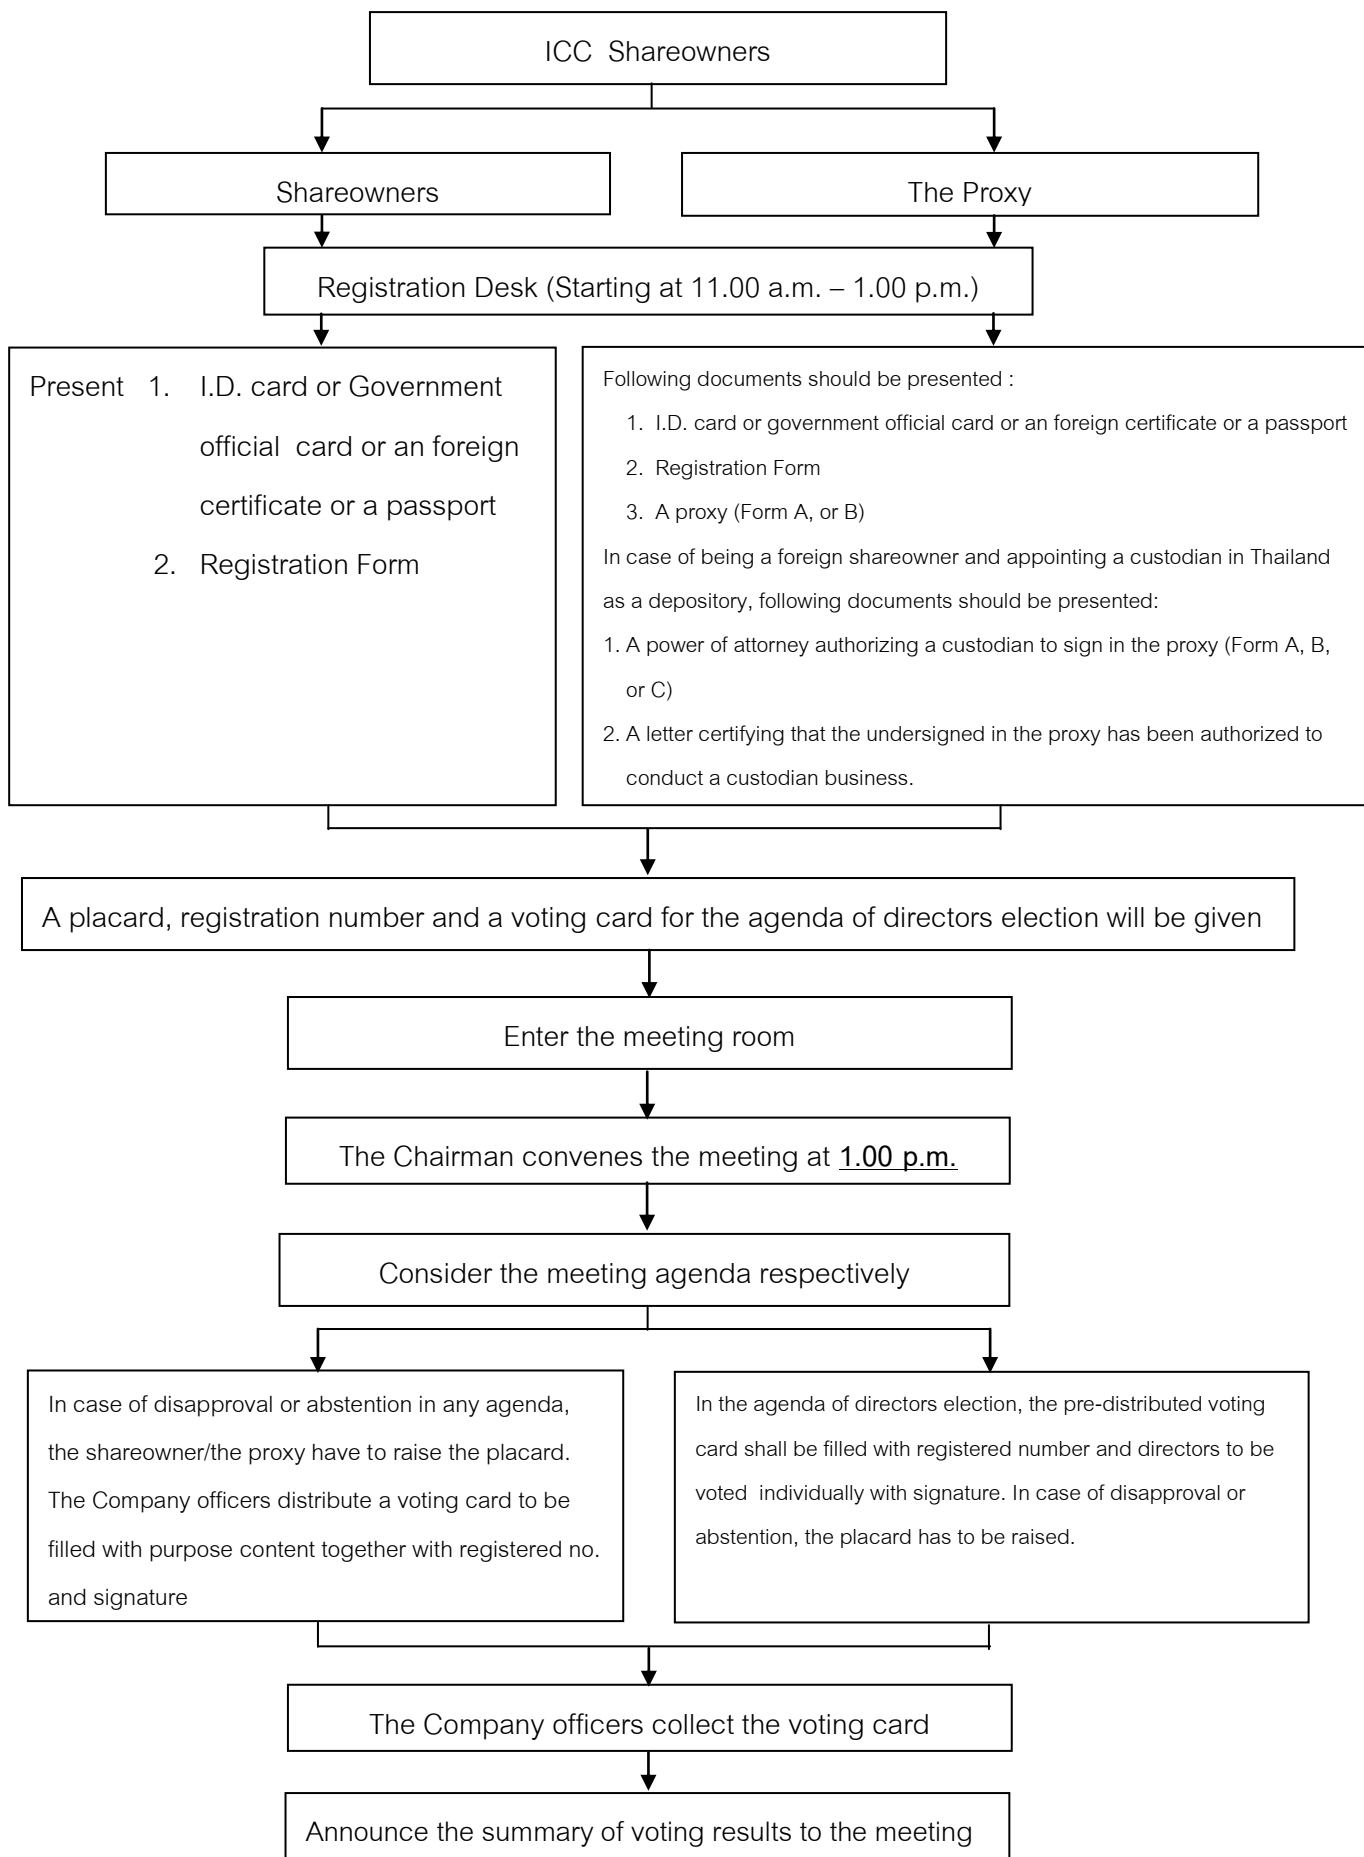 ICC Shareowners
Shareowners
The Proxy
Registration Desk (Starting at 11.00 a.m. – 1.00 p.m.)
Present 1. I.D. card or Government
official card or an foreign
certificate or a passport
2. Registration Form
Following documents should be presented :
1. I.D. card or government official card or an foreign certificate or a passport
2. Registration Form
3. A proxy (Form A, or B)
In case of being a foreign shareowner and appointing a custodian in Thailand
as a depository, following documents should be presented:
1. A power of attorney authorizing a custodian to sign in the proxy (Form A, B,
or C)
2. A letter certifying that the undersigned in the proxy has been authorized to
conduct a custodian business.
A placard, registration number and a voting card for the agenda of directors election will be given
Enter the meeting room
The Chairman convenes the meeting at 1.00 p.m.
Consider the meeting agenda respectively
In case of disapproval or abstention in any agenda,
the shareowner/the proxy have to raise the placard.
The Company officers distribute a voting card to be
filled with purpose content together with registered no.
and signature
In the agenda of directors election, the pre-distributed voting
card shall be filled with registered number and directors to be
voted individually with signature. In case of disapproval or
abstention, the placard has to be raised.
The Company officers collect the voting card
Announce the summary of voting results to the meeting